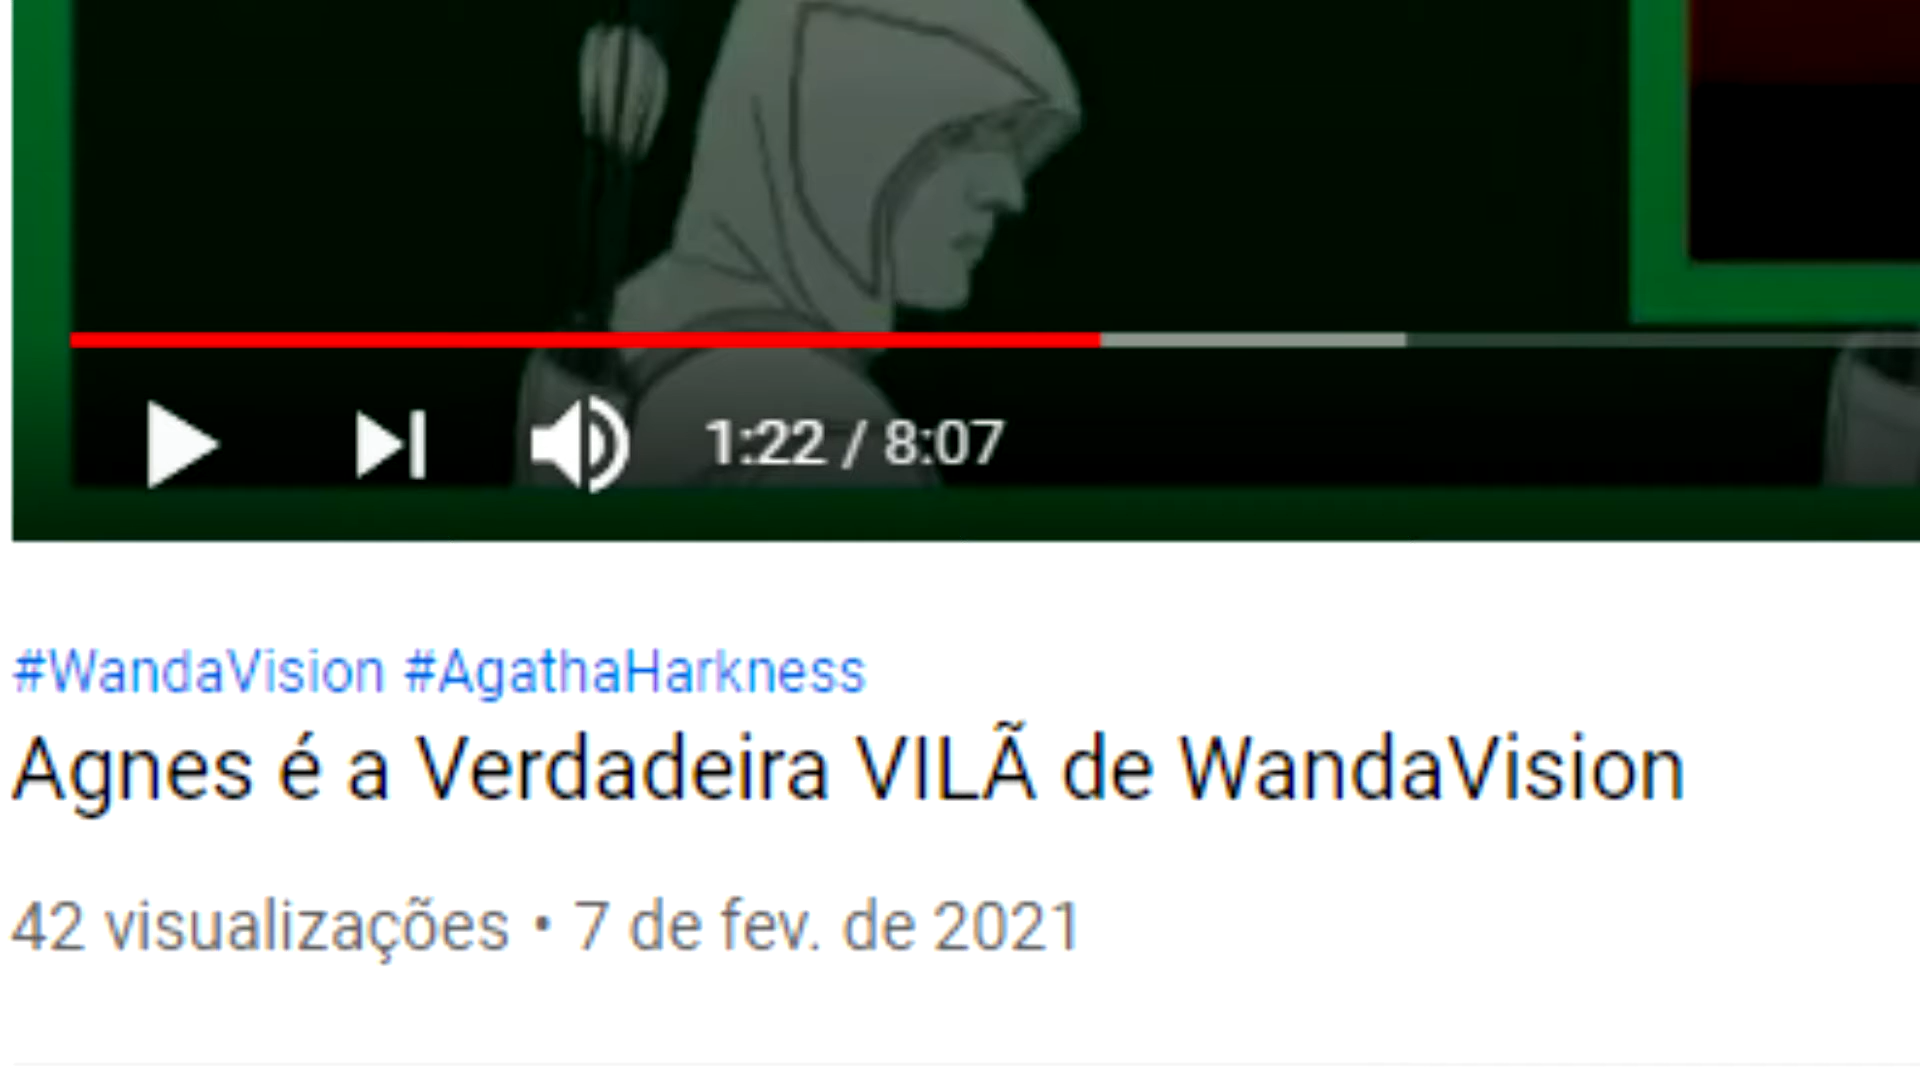 1:22 / 8:07
#WandaVision #AgathaHarkness
Agnes é a Verdadeira VILÃ de WandaVision
42 visualizações • 7 de fev. de 2021